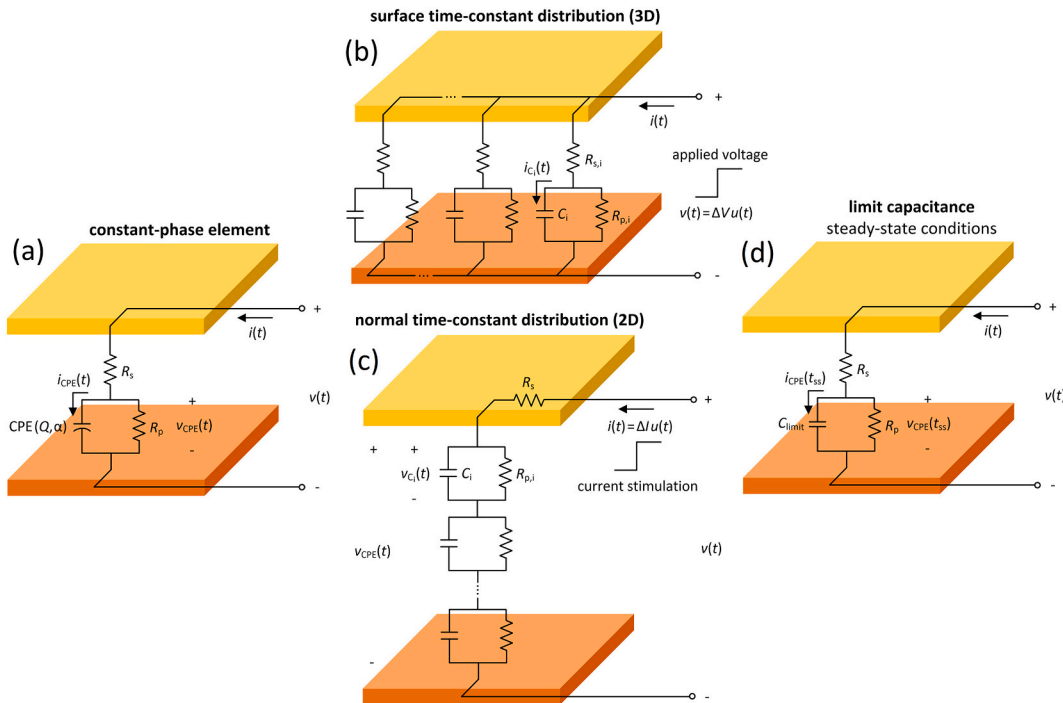 surface time-constant distribution (3D)
(b)
...
+
i(t)
R_s,i
i_Ci(t)
applied voltage
C_i
R_p,i
v(t) = ΔV u(t)
...
-
constant-phase element
(a)
+
i(t)
R_s
i_CPE(t)
+
v(t)
CPE(Q,α)
R_p
v_CPE(t)
-
-
normal time-constant distribution (2D)
(c)
R_s
+
i(t) = ΔI u(t)
+
+
v_Ci(t)
C_i
R_p,i
-
current stimulation
v_CPE(t)
v(t)
-
-
limit capacitance
steady-state conditions
(d)
+
i(t)
R_s
i_CPE(t_ss)
+
v(t)
C_limit
R_p
v_CPE(t_ss)
-
-